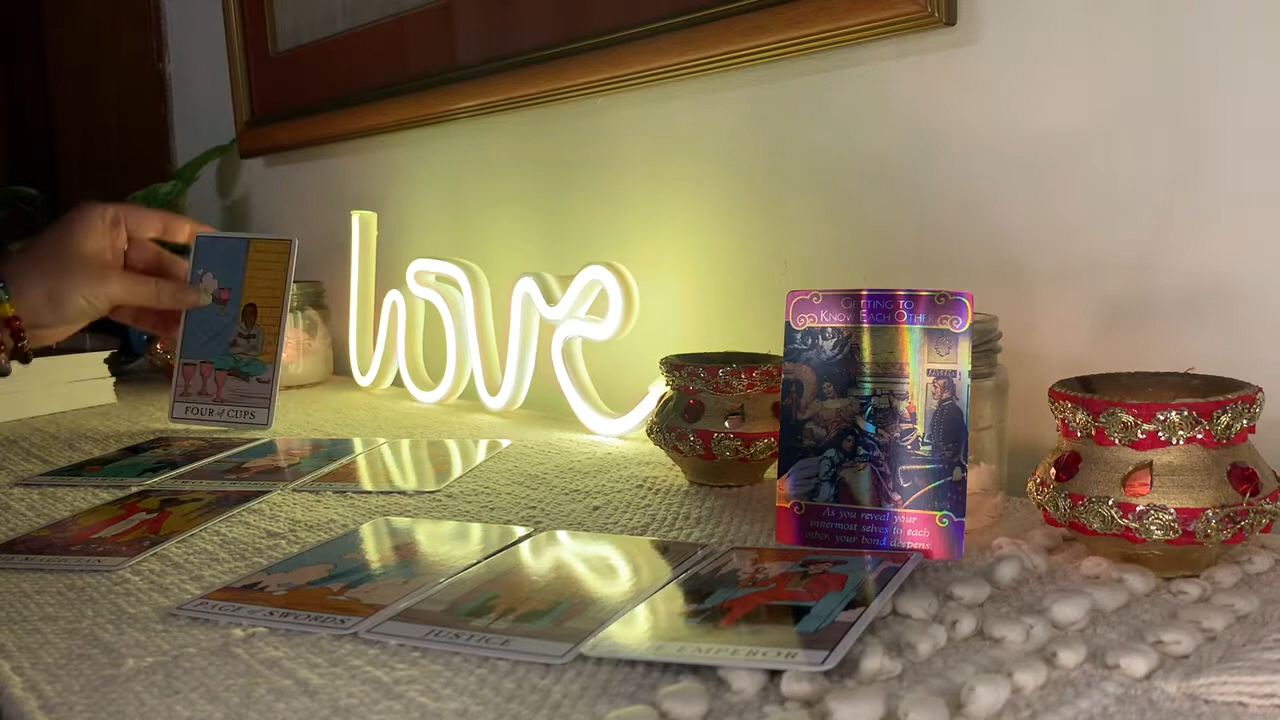 love
FOUR of CUPS
GETTING TO
KNOW EACH OTHER
As you reveal your
innermost selves to each
other, your bond deepens.
MAGICIAN
PAGE of SWORDS
JUSTICE
EMPEROR